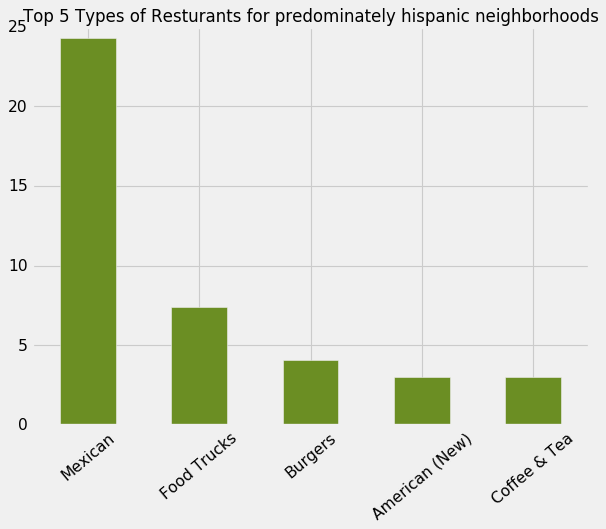 Top 5 Types of Resturants for predominately hispanic neighborhoods
25
20
15
10
5
0
Mexican
Food Trucks
Burgers
American (New)
Coffee & Tea